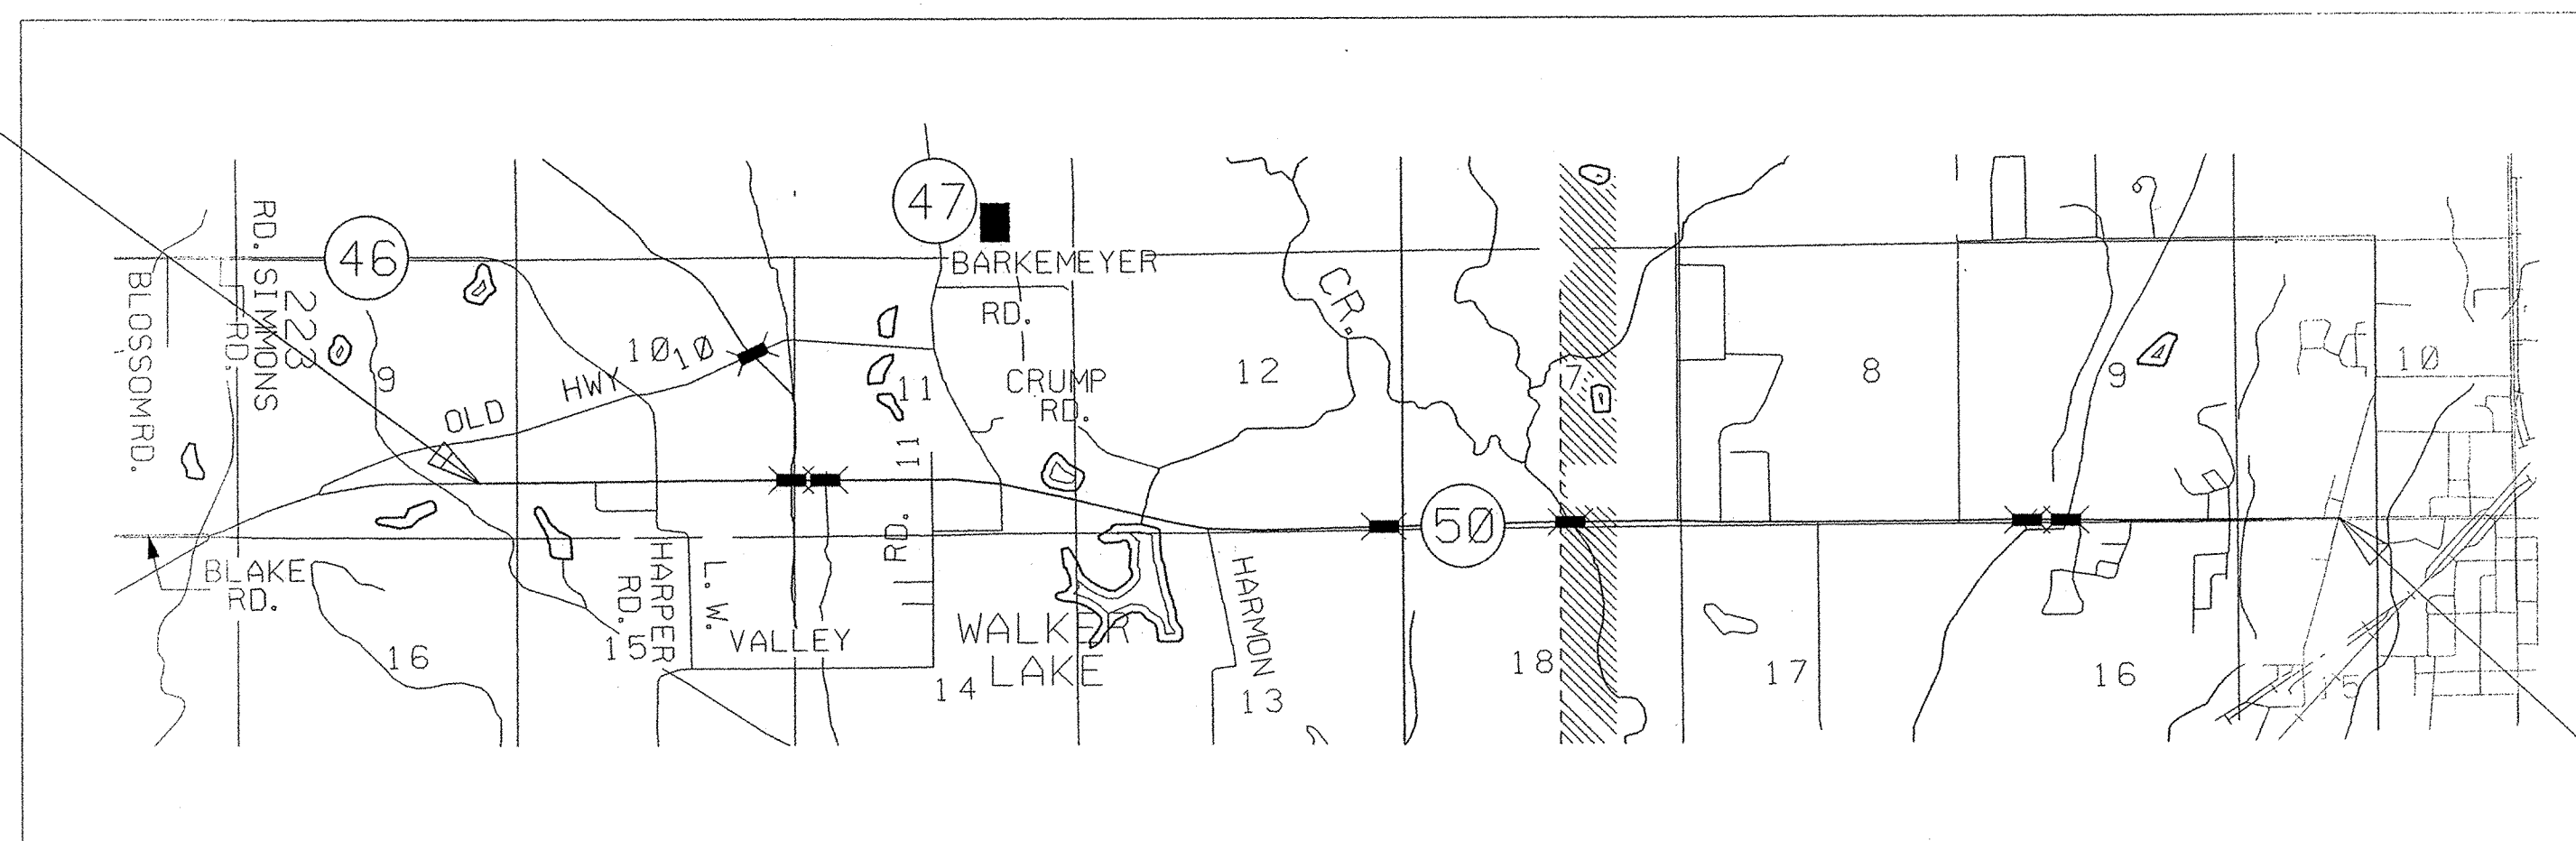 46
47
BARKEMEYER
RD.
CRUMP
RD.
RD. SIMMONS
223
RD.
BLOSSOM RD.
9
OLD
HWY
10
10
11
11
RD.
12
CR.
7
8
9
10
50
BLAKE
RD.
HARPER
RD.
L. W.
VALLEY
WALKER
LAKE
HARMON
16
15
14
13
18
17
16
15